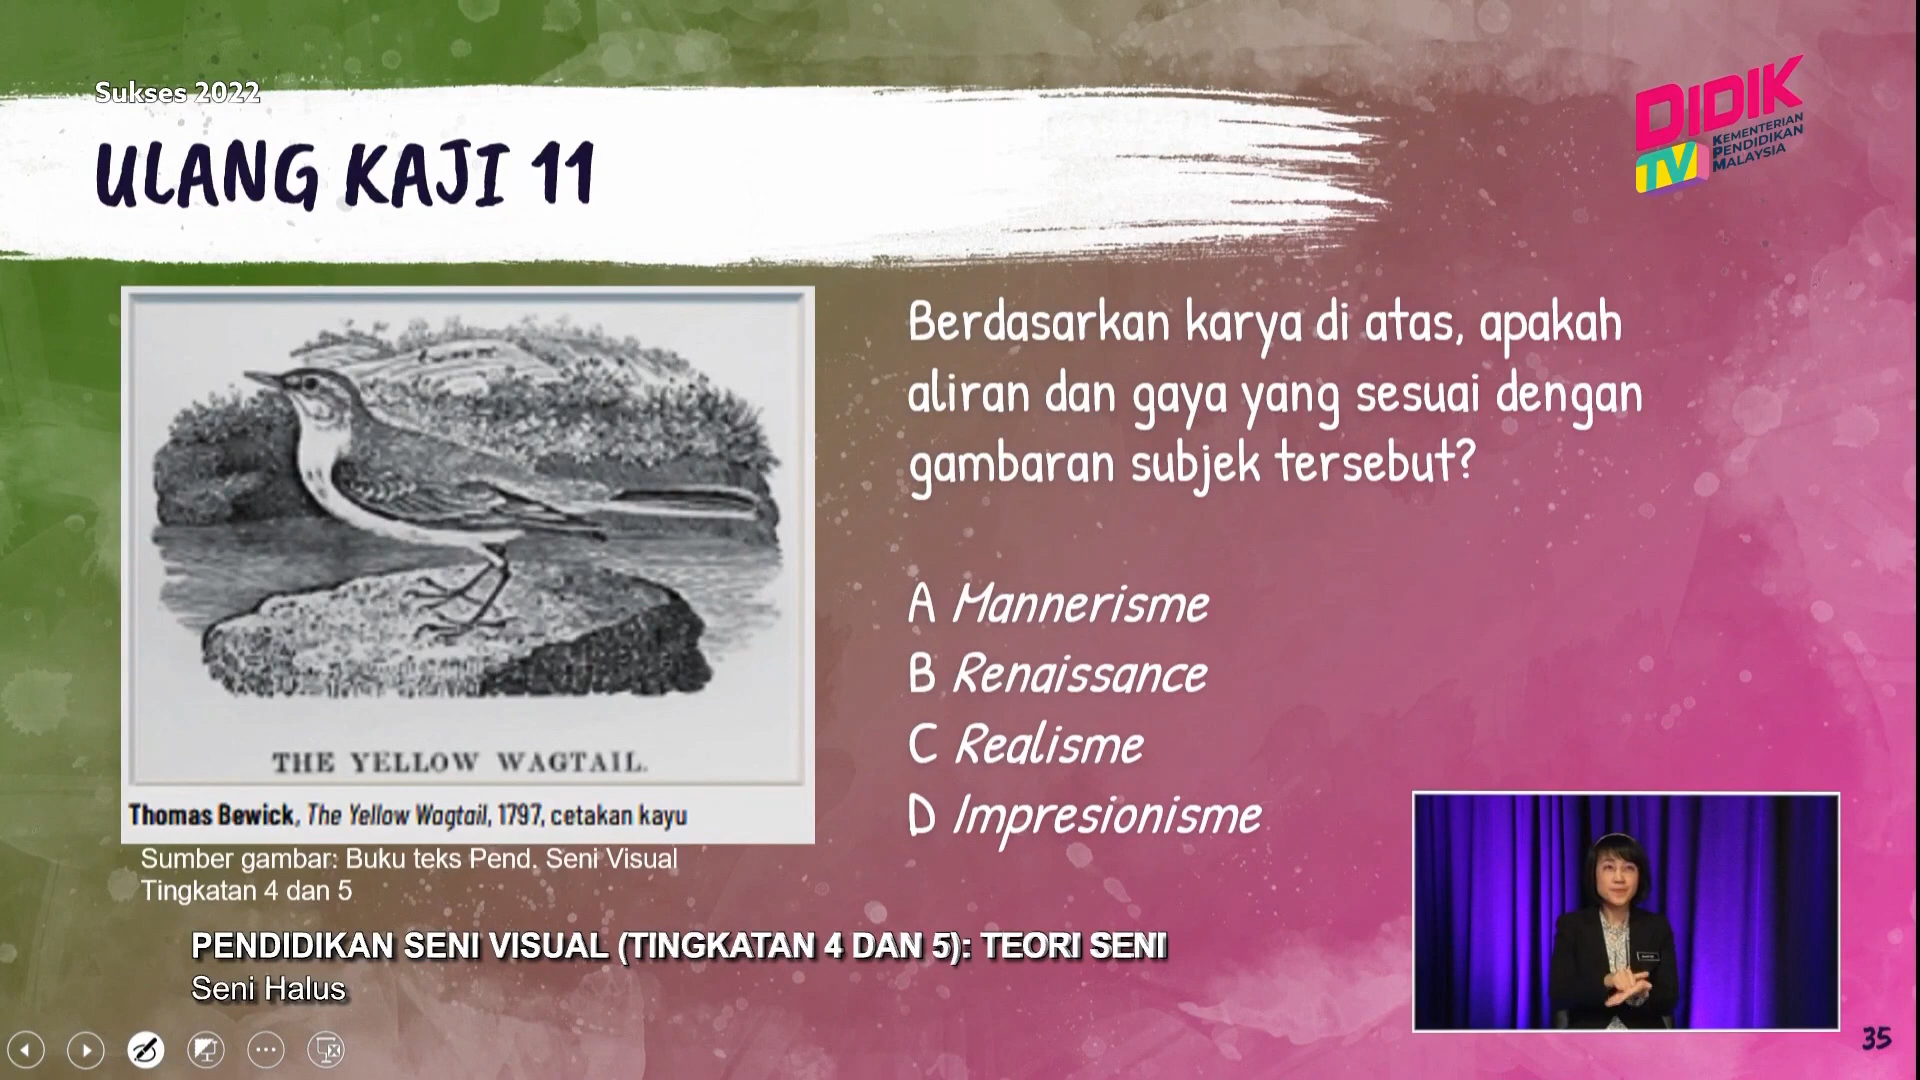 Sukses 2022
ULANG KAJI 11
DIDIK
TV
KEMENTERIAN
PENDIDIKAN
MALAYSIA
THE YELLOW WAGTAIL.
Thomas Bewick, The Yellow Wagtail, 1797, cetakan kayu
Sumber gambar: Buku teks Pend. Seni Visual
Tingkatan 4 dan 5
Berdasarkan karya di atas, apakah
aliran dan gaya yang sesuai dengan
gambaran subjek tersebut?
A Mannerisme
B Renaissance
C Realisme
D Impresionisme
PENDIDIKAN SENI VISUAL (TINGKATAN 4 DAN 5): TEORI SENI
Seni Halus
35